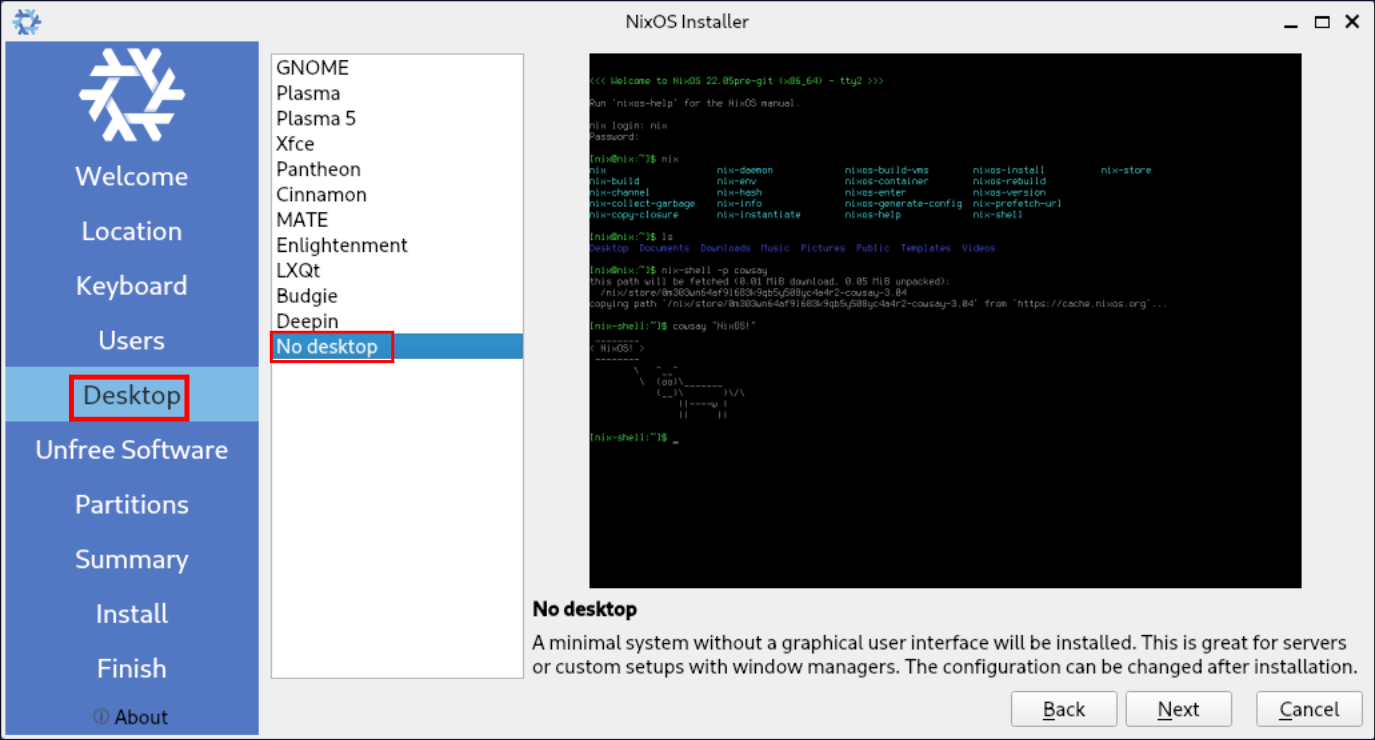 NixOS Installer
Welcome
Location
Keyboard
Users
Desktop
Unfree Software
Partitions
Summary
Install
Finish
About
GNOME
Plasma
Plasma 5
Xfce
Pantheon
Cinnamon
MATE
Enlightenment
LXQt
Budgie
Deepin
No desktop
<<< Welcome to NixOS 22.05pre-git (x86_64) - tty2 >>>
Run 'nixos-help' for the NixOS manual.
nix login: nix
Password:
[nix@nix:~]$ nix
nix nix-daemon nixos-build-vms nixos-install nix-store
nix-build nix-env nixos-container nixos-rebuild
nix-channel nix-hash nixos-enter nixos-version
nix-collect-garbage nix-info nixos-generate-config nix-prefetch-url
nix-copy-closure nix-instantiate nixos-help nix-shell
[nix@nix:~]$ ls
Desktop Documents Downloads Music Pictures Public Templates Videos
[nix@nix:~]$ nix-shell -p cowsay
this path will be fetched (0.01 MiB download, 0.05 MiB unpacked):
/nix/store/0m303wn64af9l683k9qb5y508yc4a4r2-cowsay-3.04
copying path '/nix/store/0m303wn64af9l683k9qb5y508yc4a4r2-cowsay-3.04' from 'https://cache.nixos.org'...
[nix-shell:~]$ cowsay "NixOS!"
 ________
< NixOS! >
 --------
        \   ^__^
         \  (oo)\_______
            (__)\       )\/\
                ||----w |
                ||     ||
[nix-shell:~]$ _
No desktop
A minimal system without a graphical user interface will be installed. This is great for servers
or custom setups with window managers. The configuration can be changed after installation.
Back
Next
Cancel